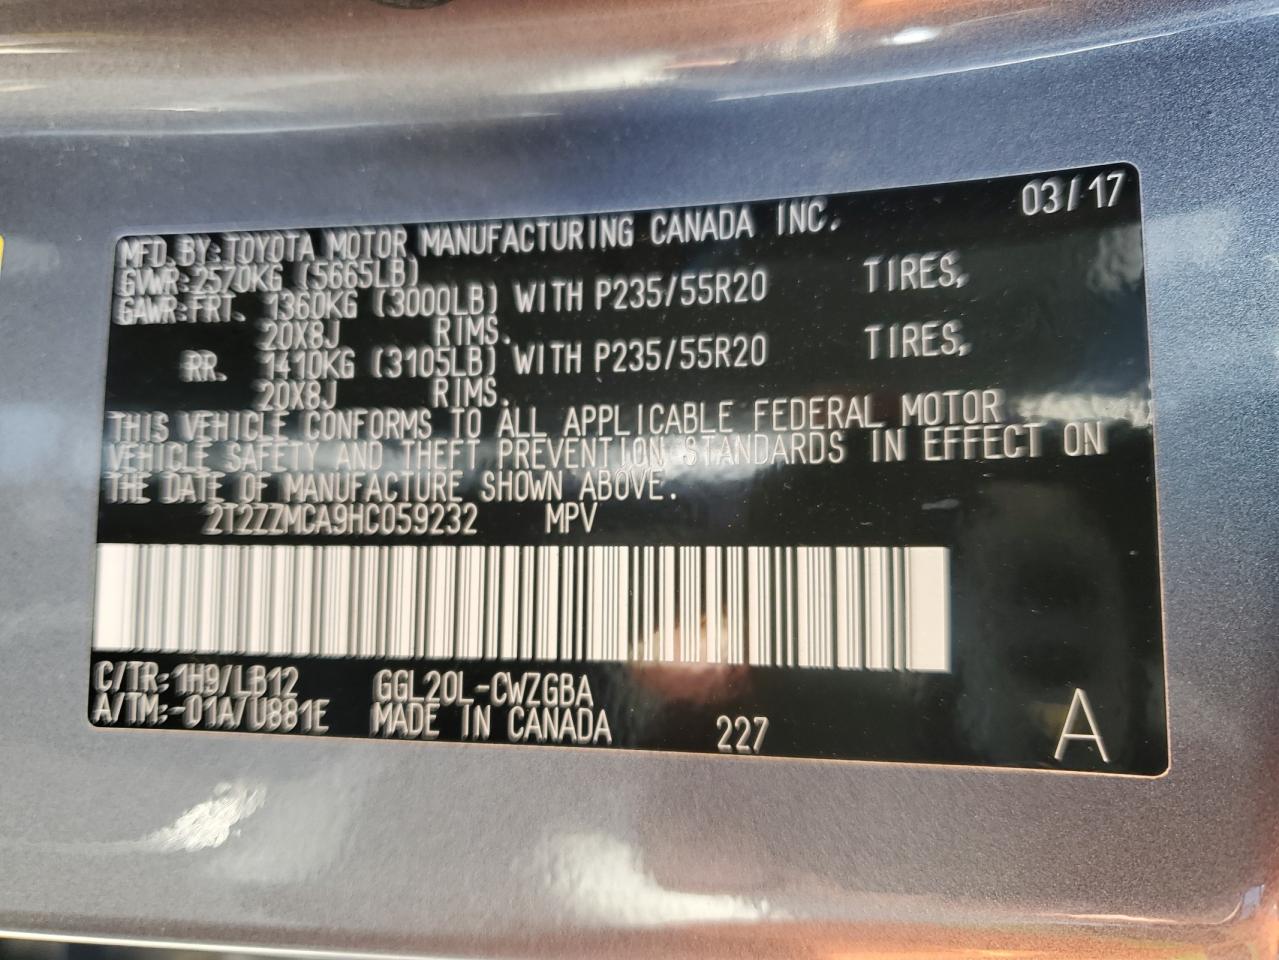 03/17
MFD.BY:TOYOTA MOTOR MANUFACTURING CANADA INC.
GVWR:2570KG (5665LB)
GAWR:FRT. 1360KG (3000LB) WITH P235/55R20 TIRES,
20X8J RIMS.
RR. 1410KG (3105LB) WITH P235/55R20 TIRES,
20X8J RIMS.
THIS VEHICLE CONFORMS TO ALL APPLICABLE FEDERAL MOTOR
VEHICLE SAFETY AND THEFT PREVENTION STANDARDS IN EFFECT ON
THE DATE OF MANUFACTURE SHOWN ABOVE.
2T2ZZMCA9HC059232 MPV
C/TR:1H9/LB12 GGL20L-CWZGBA
A/TM:-01A/U881E MADE IN CANADA 227 A